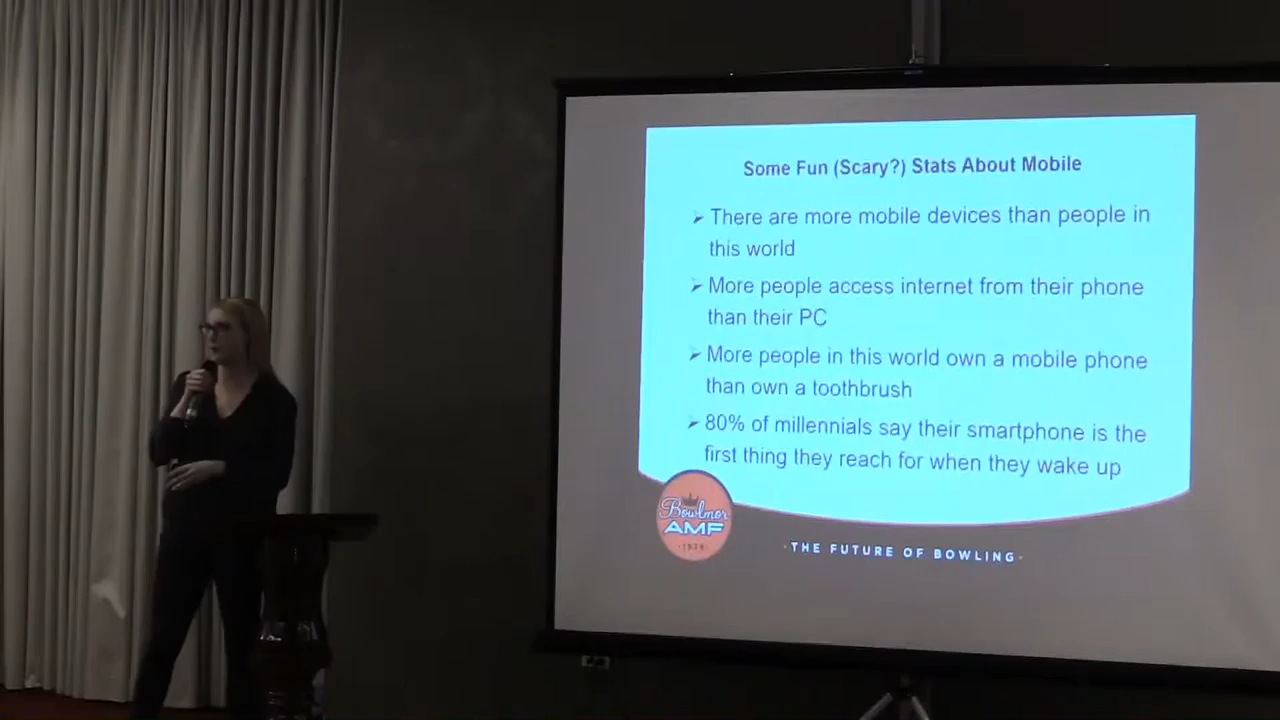 Some Fun (Scary?) Stats About Mobile
➢ There are more mobile devices than people in
this world
➢ More people access internet from their phone
than their PC
➢ More people in this world own a mobile phone
than own a toothbrush
➢ 80% of millennials say their smartphone is the
first thing they reach for when they wake up
Bowlmor
AMF
·THE FUTURE OF BOWLING·